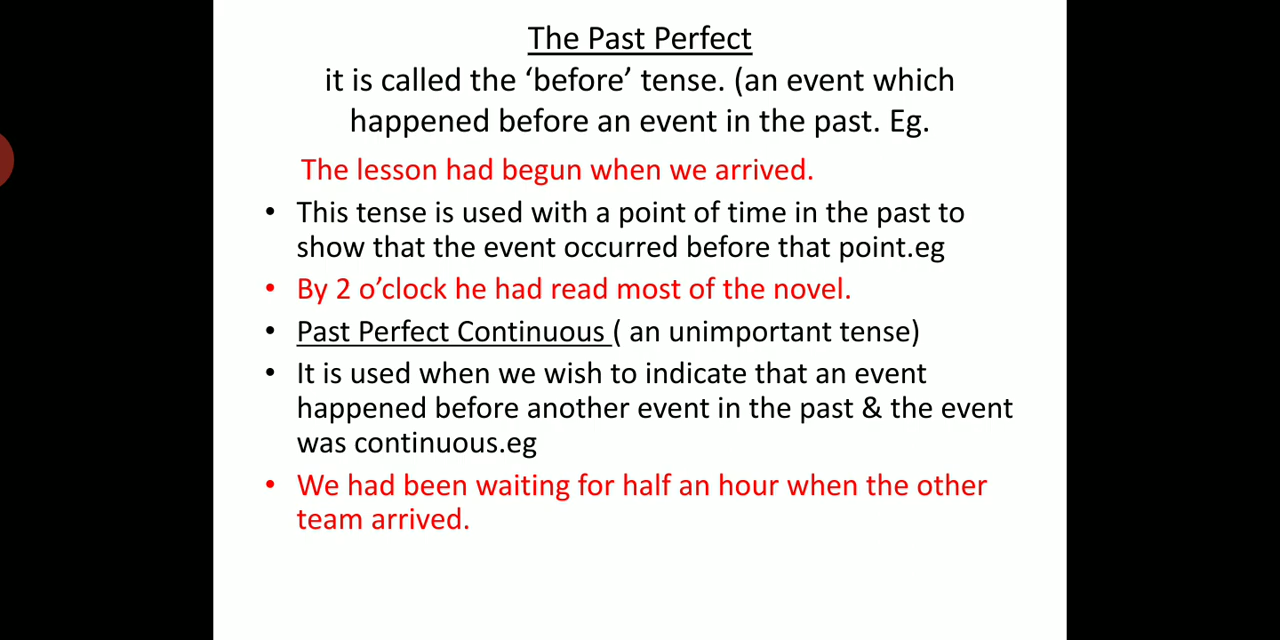 The Past Perfect
it is called the ‘before’ tense. (an event which
happened before an event in the past. Eg.
The lesson had begun when we arrived.
• This tense is used with a point of time in the past to
show that the event occurred before that point.eg
• By 2 o’clock he had read most of the novel.
• Past Perfect Continuous ( an unimportant tense)
• It is used when we wish to indicate that an event
happened before another event in the past & the event
was continuous.eg
• We had been waiting for half an hour when the other
team arrived.